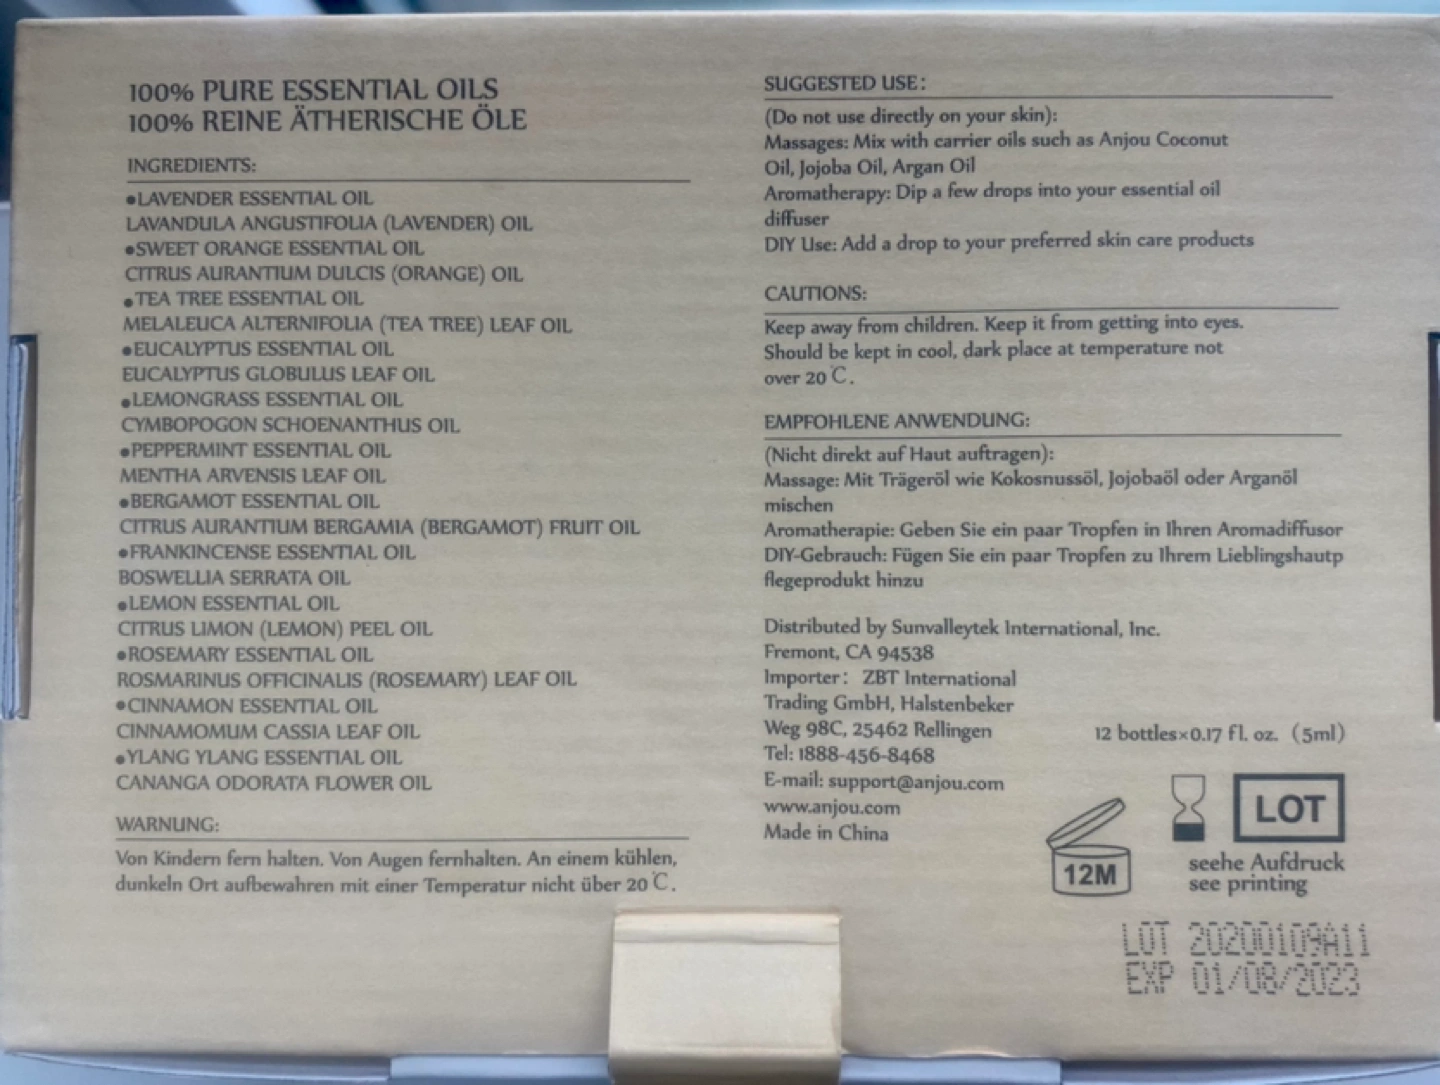 100% PURE ESSENTIAL OILS
100% REINE ÄTHERISCHE ÖLE
INGREDIENTS:
●LAVENDER ESSENTIAL OIL
LAVANDULA ANGUSTIFOLIA (LAVENDER) OIL
●SWEET ORANGE ESSENTIAL OIL
CITRUS AURANTIUM DULCIS (ORANGE) OIL
●TEA TREE ESSENTIAL OIL
MELALEUCA ALTERNIFOLIA (TEA TREE) LEAF OIL
●EUCALYPTUS ESSENTIAL OIL
EUCALYPTUS GLOBULUS LEAF OIL
●LEMONGRASS ESSENTIAL OIL
CYMBOPOGON SCHOENANTHUS OIL
●PEPPERMINT ESSENTIAL OIL
MENTHA ARVENSIS LEAF OIL
●BERGAMOT ESSENTIAL OIL
CITRUS AURANTIUM BERGAMIA (BERGAMOT) FRUIT OIL
●FRANKINCENSE ESSENTIAL OIL
BOSWELLIA SERRATA OIL
●LEMON ESSENTIAL OIL
CITRUS LIMON (LEMON) PEEL OIL
●ROSEMARY ESSENTIAL OIL
ROSMARINUS OFFICINALIS (ROSEMARY) LEAF OIL
●CINNAMON ESSENTIAL OIL
CINNAMOMUM CASSIA LEAF OIL
●YLANG YLANG ESSENTIAL OIL
CANANGA ODORATA FLOWER OIL
WARNUNG:
Von Kindern fern halten. Von Augen fernhalten. An einem kühlen,
dunkeln Ort aufbewahren mit einer Temperatur nicht über 20℃.
SUGGESTED USE:
(Do not use directly on your skin):
Massages: Mix with carrier oils such as Anjou Coconut
Oil, Jojoba Oil, Argan Oil
Aromatherapy: Dip a few drops into your essential oil
diffuser
DIY Use: Add a drop to your preferred skin care products
CAUTIONS:
Keep away from children. Keep it from getting into eyes.
Should be kept in cool, dark place at temperature not
over 20℃.
EMPFOHLENE ANWENDUNG:
(Nicht direkt auf Haut auftragen):
Massage: Mit Trägeröl wie Kokosnussöl, Jojobaöl oder Arganöl
mischen
Aromatherapie: Geben Sie ein paar Tropfen in Ihren Aromadiffusor
DIY-Gebrauch: Fügen Sie ein paar Tropfen zu Ihrem Lieblingshautp
flegeprodukt hinzu
Distributed by Sunvalleytek International, Inc.
Fremont, CA 94538
Importer: ZBT International
Trading GmbH, Halstenbeker
Weg 98C, 25462 Rellingen
Tel: 1888-456-8468
E-mail: support@anjou.com
www.anjou.com
Made in China
12 bottles×0.17 fl. oz. (5ml)
12M
LOT
seehe Aufdruck
see printing
LOT 20200109A11
EXP 01/08/2023